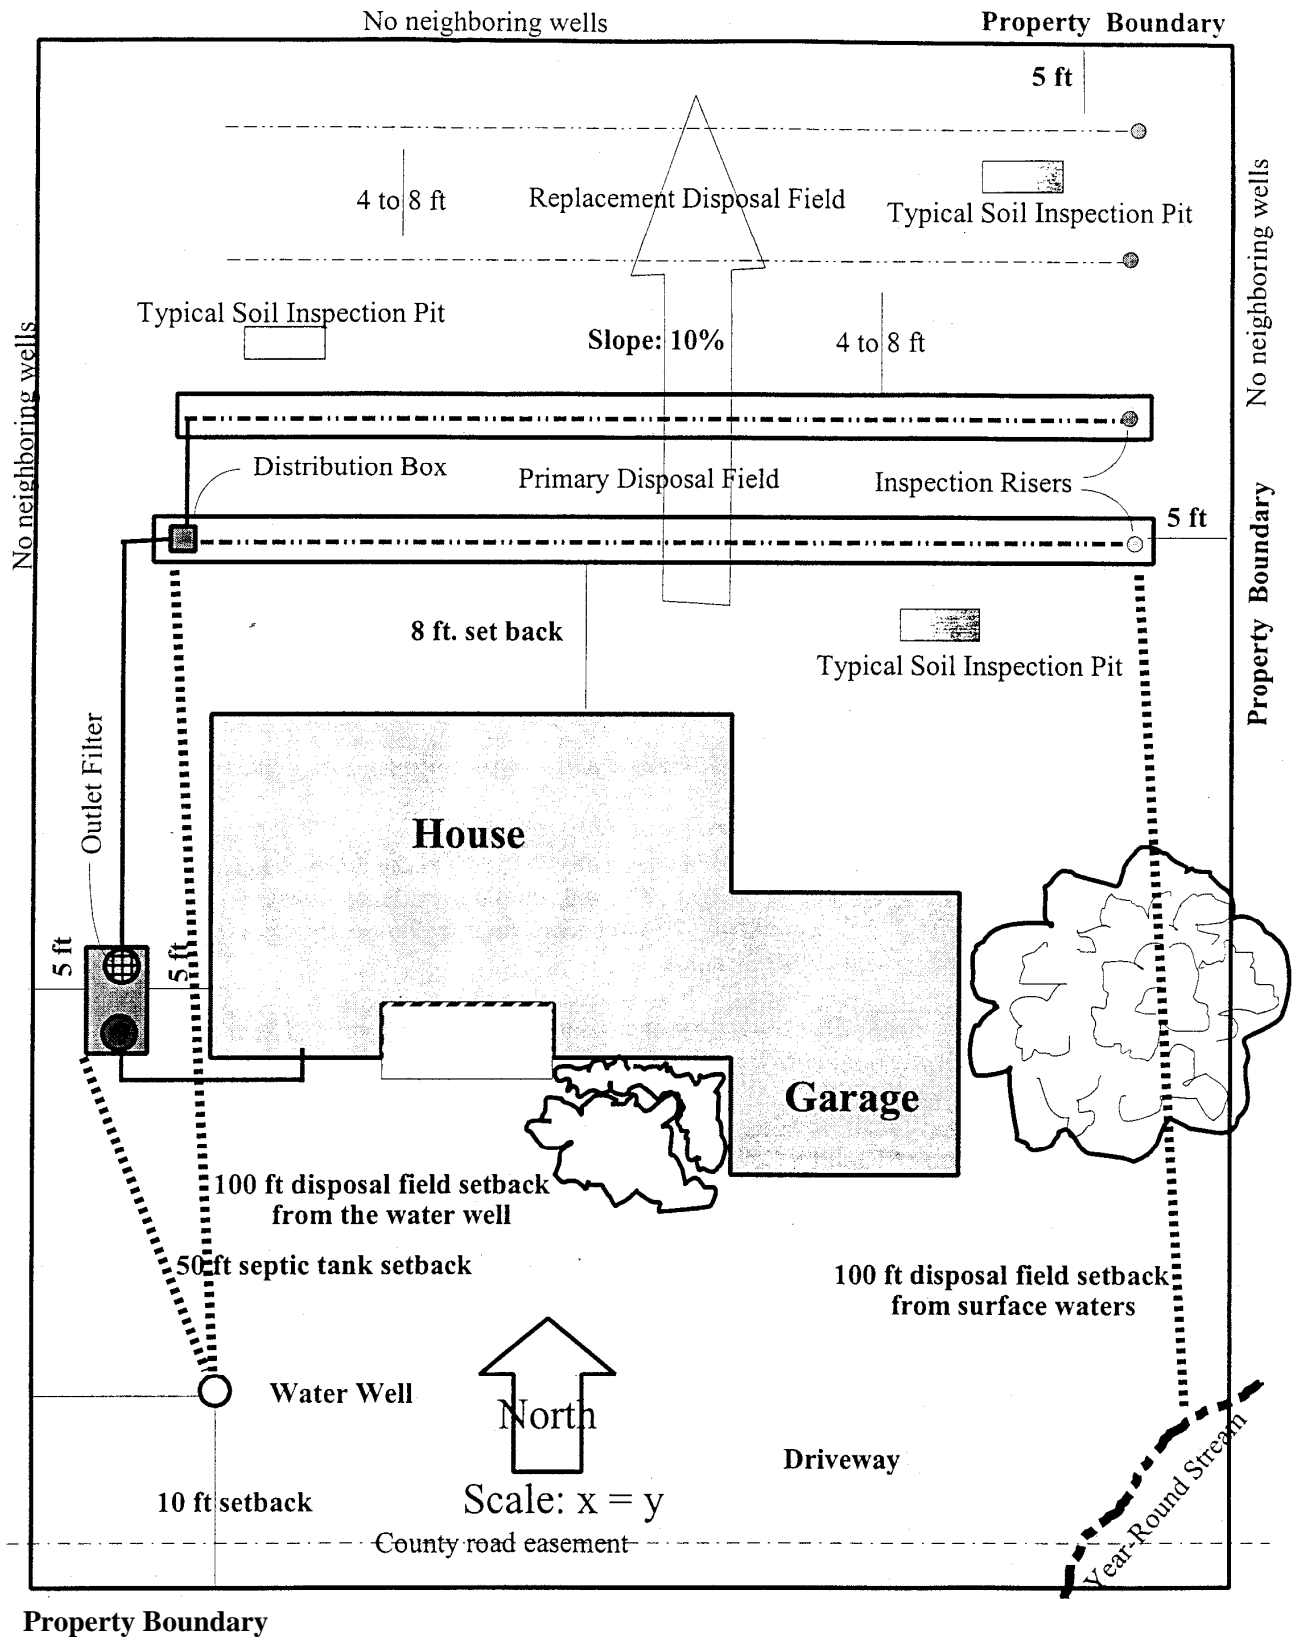 No neighboring wells
Property Boundary
5 ft
4 to 8 ft
Replacement Disposal Field
Typical Soil Inspection Pit
No neighboring wells
Typical Soil Inspection Pit
Slope: 10%
4 to 8 ft
No neighboring wells
Distribution Box
Primary Disposal Field
Inspection Risers
5 ft
Property Boundary
8 ft. set back
Typical Soil Inspection Pit
Outlet Filter
House
5 ft
5 ft
Garage
100 ft disposal field setback
from the water well
50 ft septic tank setback
100 ft disposal field setback
from surface waters
Water Well
North
Driveway
Year-Round Stream
10 ft setback
Scale: x = y
County road easement
Property Boundary